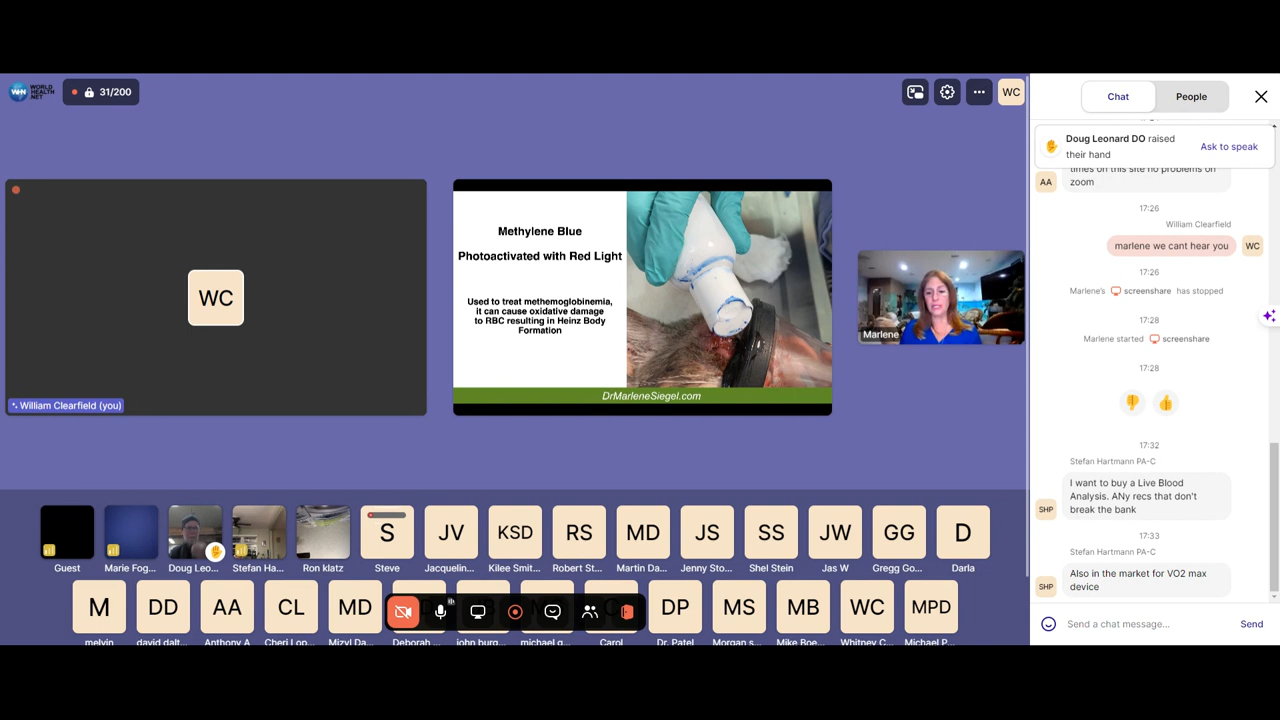 WORLD
HEALTH
NET
31/200
WC
WC
William Clearfield (you)
Methylene Blue
Photoactivated with Red Light
Used to treat methemoglobinemia,
it can cause oxidative damage
to RBC resulting in Heinz Body
Formation
DrMarleneSiegel.com
Marlene
Guest
Marie Fog...
Doug Leo...
Stefan Ha...
Ron klatz
S
Steve
JV
Jacquelin...
KSD
Kilee Smit...
RS
Robert St...
MD
Martin Da...
JS
Jenny Sto...
SS
Shel Stein
JW
Jas W
GG
Gregg Go...
D
Darla
M
melvin
DD
david dalt...
AA
Anthony A
CL
Cheri Lop...
MD
Mizyl Da...
Deborah
john burg...
michael g...
Carol
DP
Dr. Patel
MS
Morgan s...
MB
Mike Boe...
WC
Whitney C...
MPD
Michael P...
Chat
People
Doug Leonard DO raised
their hand
Ask to speak
AA
times on this site no problems on
zoom
17:26
William Clearfield
marlene we cant hear you
WC
17:26
Marlene's screenshare has stopped
17:28
Marlene started screenshare
17:28
17:32
Stefan Hartmann PA-C
I want to buy a Live Blood
Analysis. ANy recs that don't
break the bank
SHP
17:33
Stefan Hartmann PA-C
Also in the market for VO2 max
device
SHP
Send a chat message...
Send